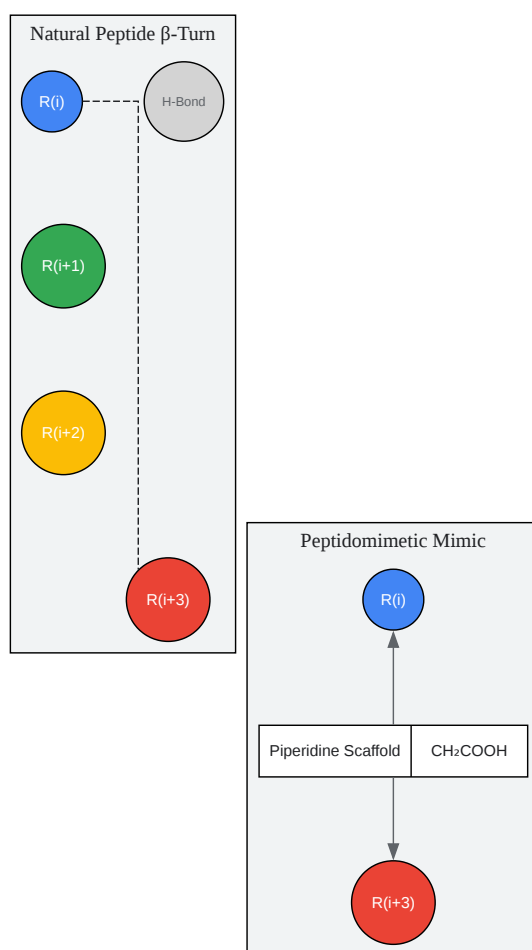 Natural Peptide β-Turn
R(i)
H-Bond
R(i+1)
R(i+2)
R(i+3)
Peptidomimetic Mimic
R(i)
Piperidine Scaffold
CH₂COOH
R(i+3)